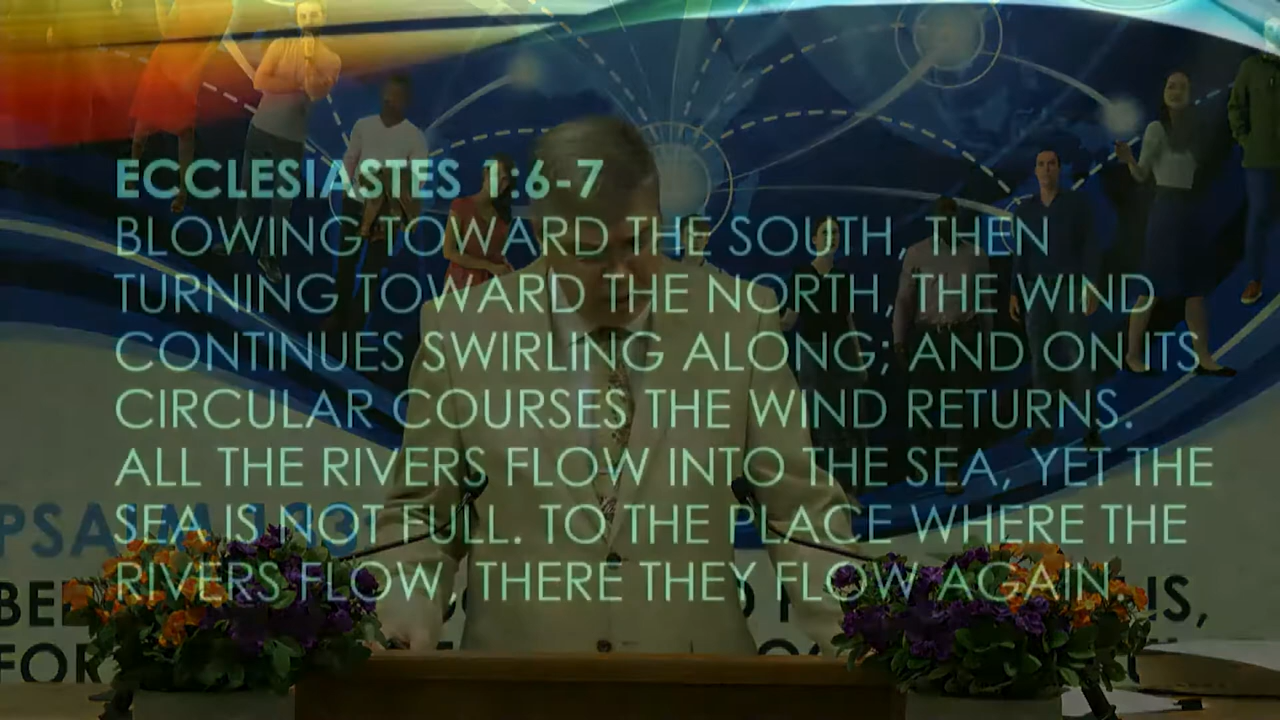 ECCLESIASTES 1:6-7
BLOWING TOWARD THE SOUTH, THEN
TURNING TOWARD THE NORTH, THE WIND
CONTINUES SWIRLING ALONG; AND ON ITS
CIRCULAR COURSES THE WIND RETURNS.
ALL THE RIVERS FLOW INTO THE SEA, YET THE
SEA IS NOT FULL. TO THE PLACE WHERE THE
RIVERS FLOW, THERE THEY FLOW AGAIN.
PSALM 133
FOR